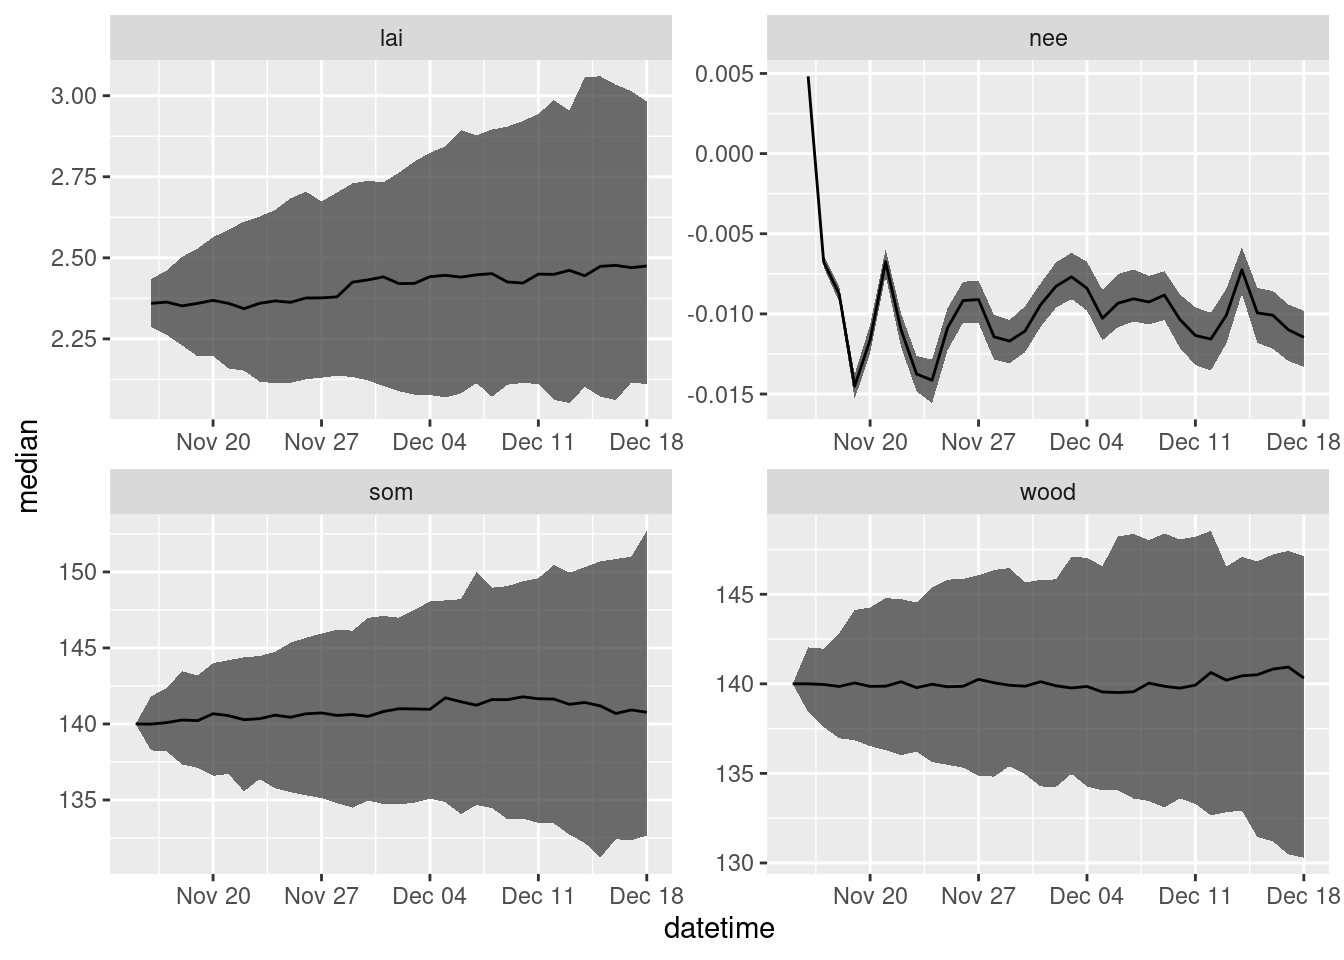 lai
nee
3.00
2.75
2.50
2.25
0.005
0.000
-0.005
-0.010
-0.015
Nov 20 Nov 27 Dec 04 Dec 11 Dec 18
Nov 20 Nov 27 Dec 04 Dec 11 Dec 18
median
som
wood
150
145
140
135
145
140
135
130
Nov 20 Nov 27 Dec 04 Dec 11 Dec 18
Nov 20 Nov 27 Dec 04 Dec 11 Dec 18
datetime